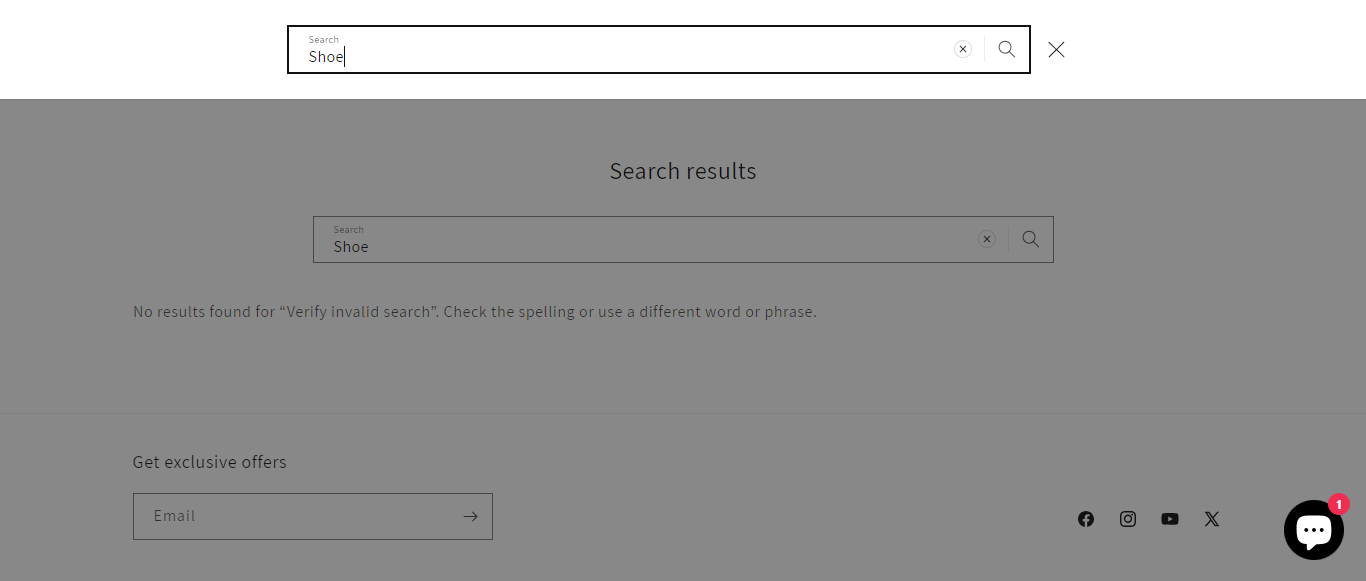 Search
Shoe
Search results
Search
Shoe
No results found for “Verify invalid search”. Check the spelling or use a different word or phrase.
Get exclusive offers
Email
1